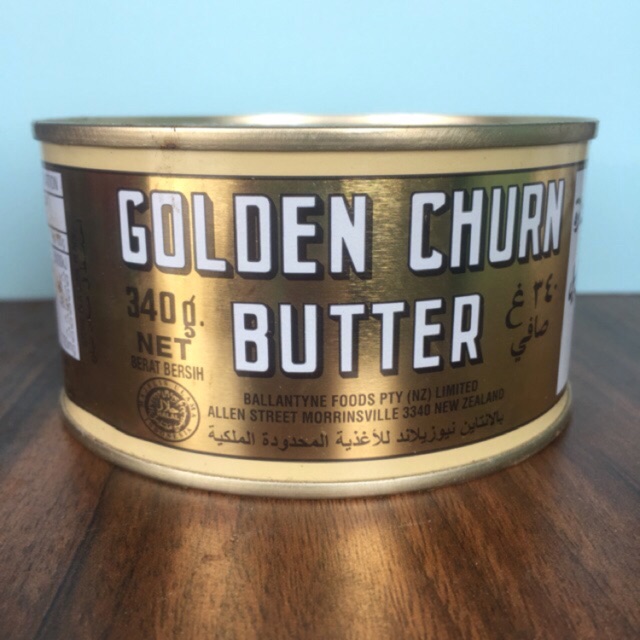 GOLDEN CHURN
BUTTER
340 g.
NET
BERAT BERSIH
٣٤٠ غ
صافي
BALLANTYNE FOODS PTY (NZ) LIMITED
ALLEN STREET MORRINSVILLE 3340 NEW ZEALAND
بالانتاين نيوزيلاند للأغذية المحدودة الملكية